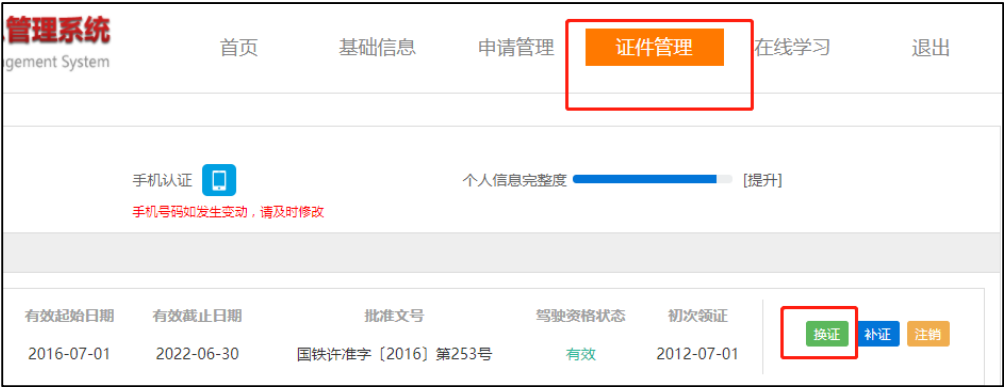 管理系统
agement System
首页 基础信息 申请管理 证件管理 在线学习 退出
手机认证 个人信息完整度 [提升]
手机号码如发生变动，请及时修改
有效起始日期 有效截止日期 批准文号 驾驶资格状态 初次领证
换证 补证 注销
2016-07-01 2022-06-30 国铁许准字〔2016〕第253号 有效 2012-07-01